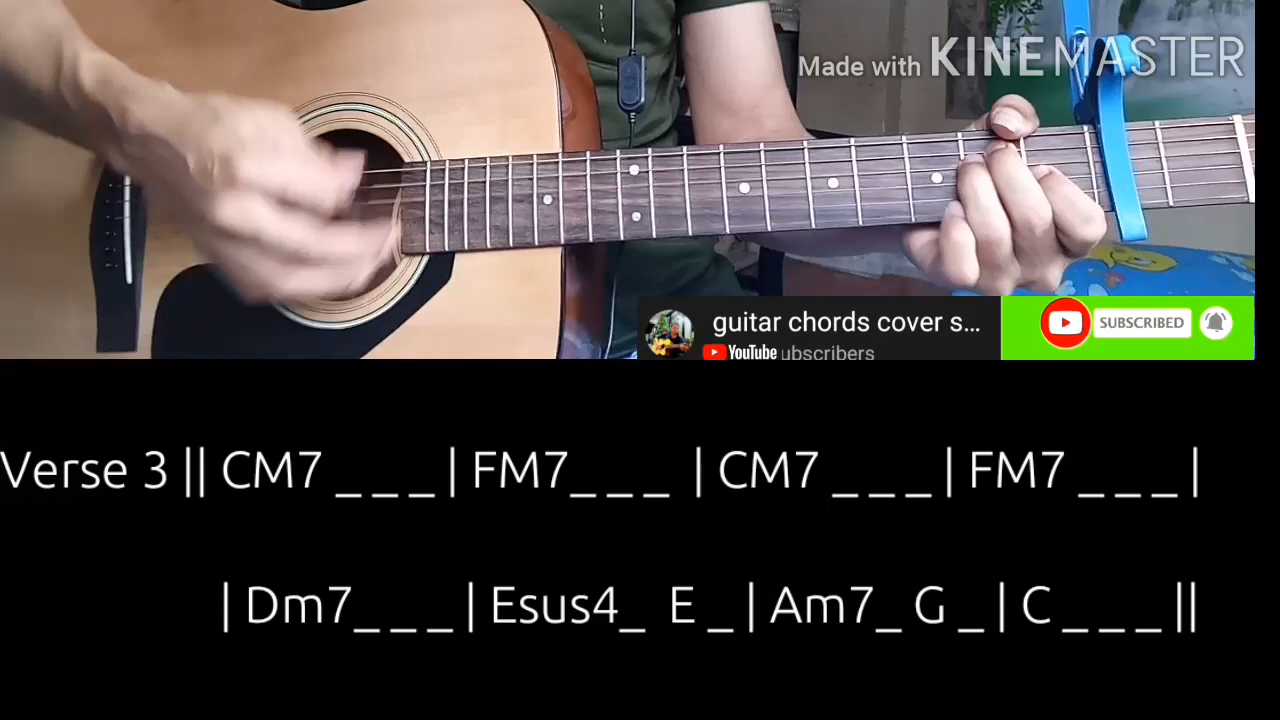 Made with KINEMASTER
guitar chords cover s...
YouTube ubscribers
SUBSCRIBED
Verse 3 || CM7 _ _ _ | FM7_ _ _ | CM7 _ _ _ | FM7 _ _ _ |
| Dm7_ _ _ | Esus4_ E _ | Am7_ G _ | C _ _ _ ||